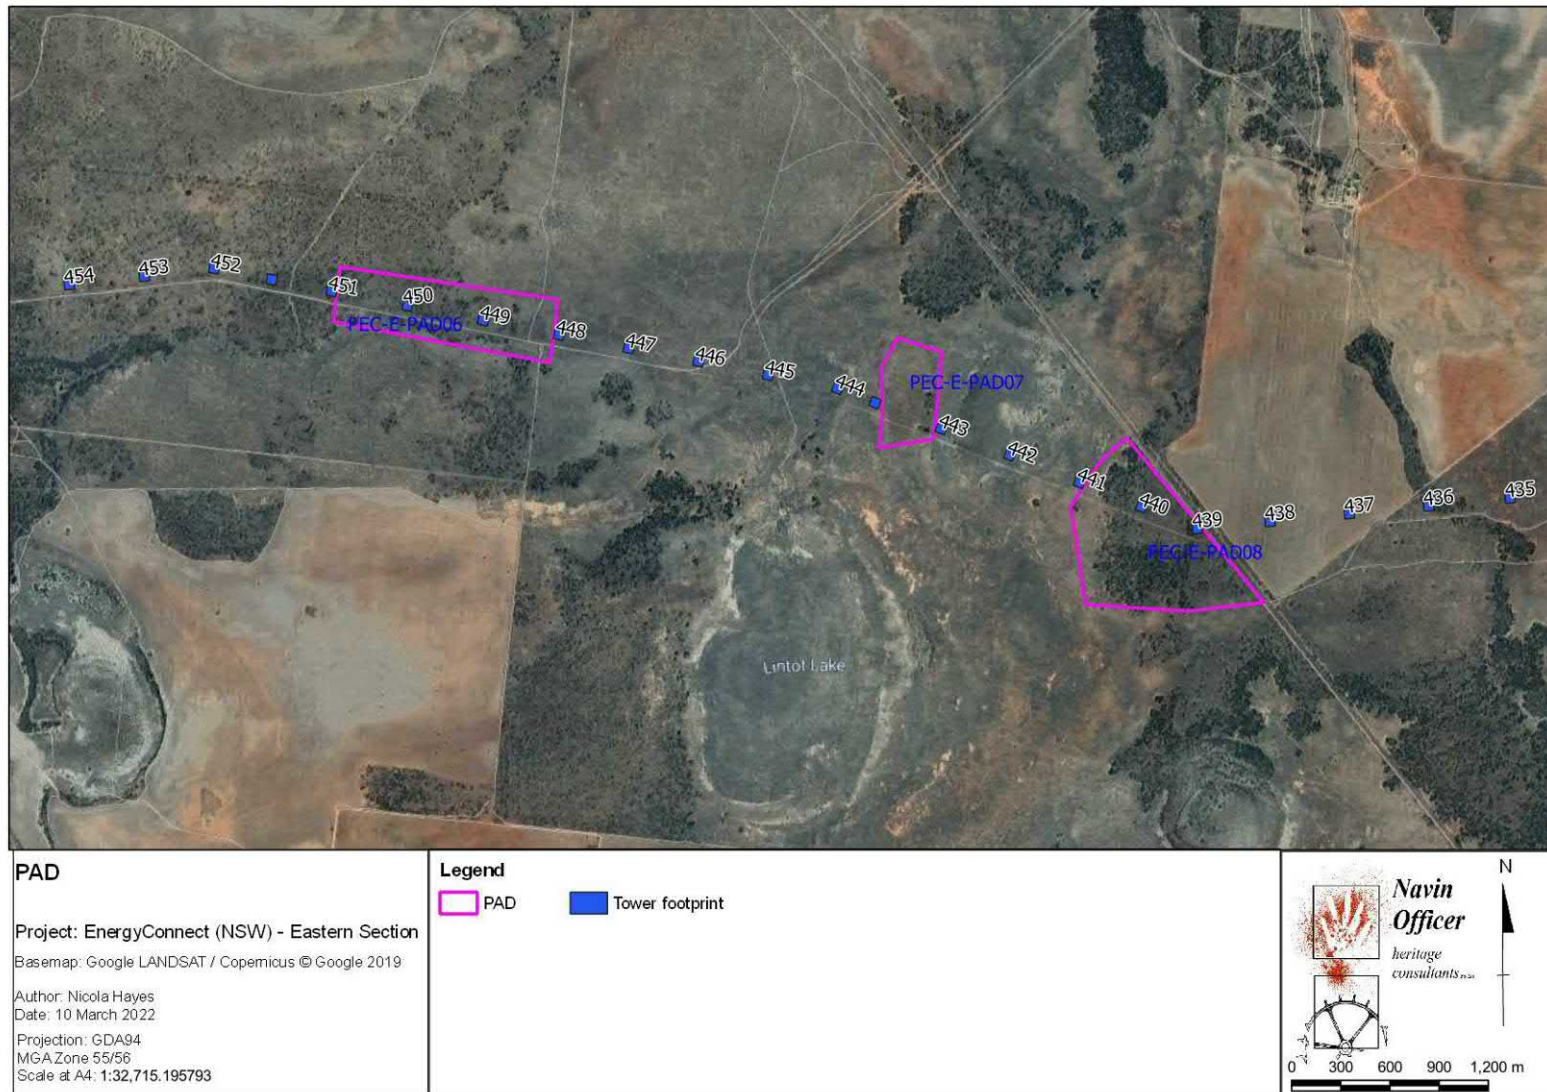 454
453
452
451
450
449
448
447
446
445
444
443
442
441
440
439
438
437
436
435
PEC-E-PAD06
PEC-E-PAD07
PEC-E-PAD08
Lintot Lake
PAD
Project: EnergyConnect (NSW) - Eastern Section
Basemap: Google LANDSAT / Copernicus © Google 2019
Author: Nicola Hayes
Date: 10 March 2022
Projection: GDA94
MGA Zone 55/56
Scale at A4: 1:32,715.195793
Legend
PAD
Tower footprint
Navin
Officer
heritage
consultants
N
0 300 600 900 1,200 m